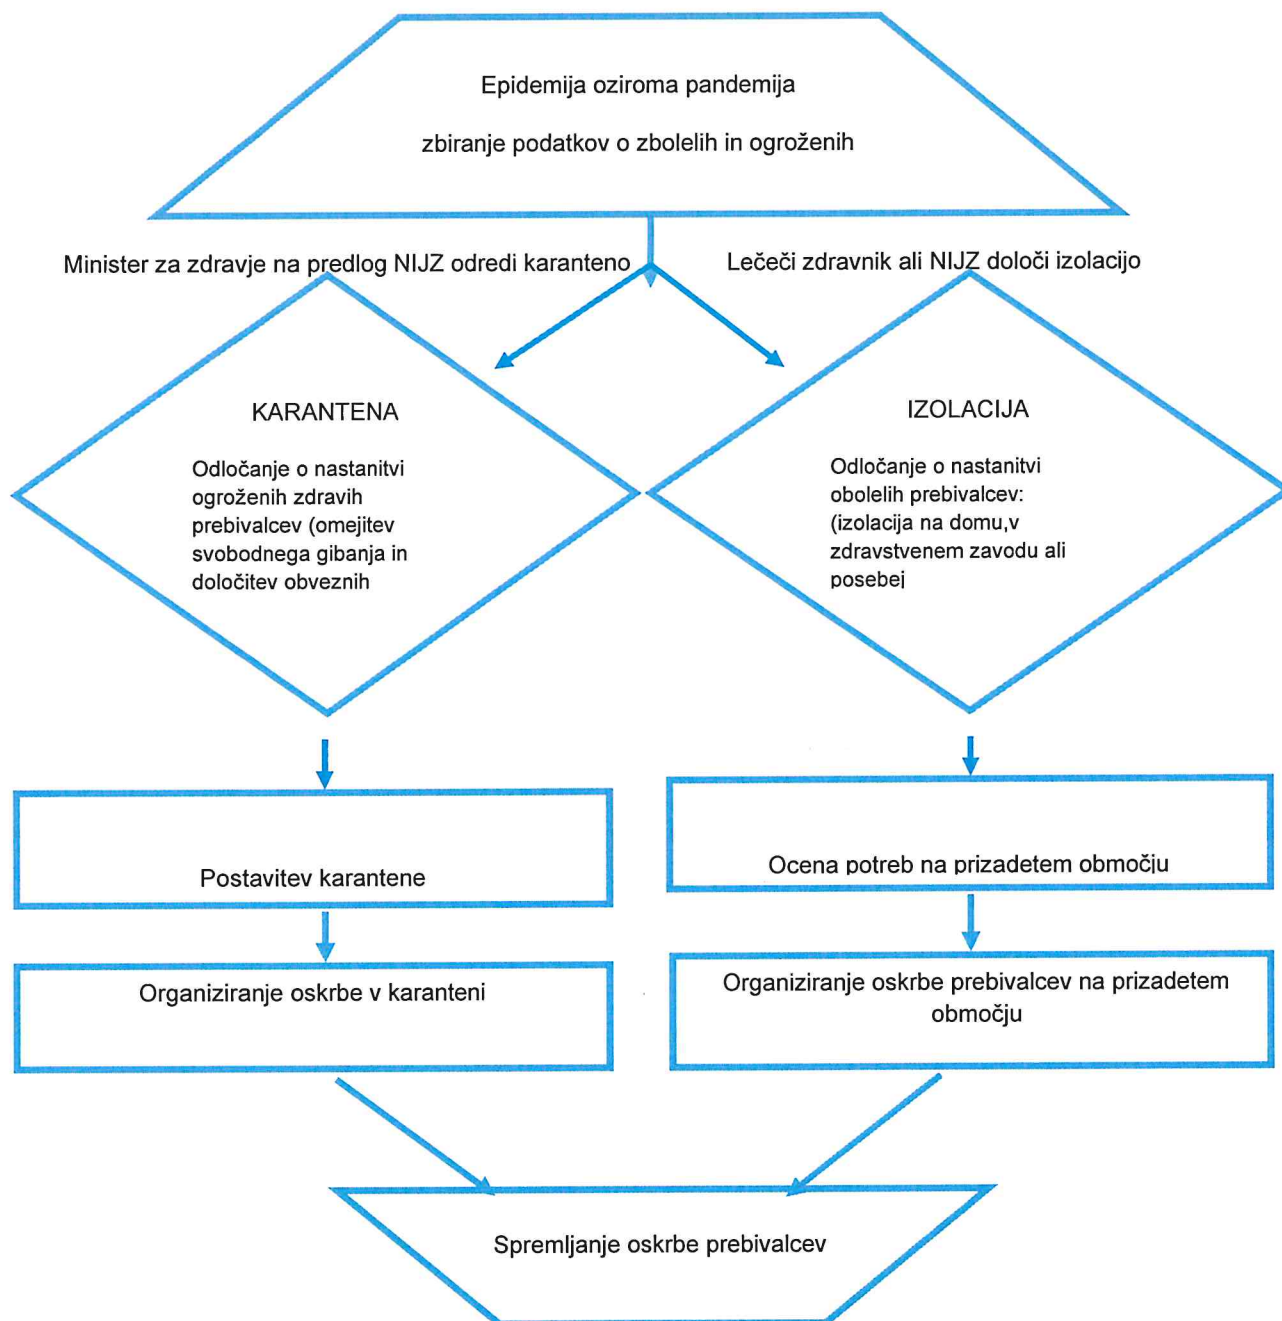 Epidemija oziroma pandemija
zbiranje podatkov o zbolelih in ogroženih
Minister za zdravje na predlog NIJZ odredi karanteno
Lečeči zdravnik ali NIJZ določi izolacijo
KARANTENA
Odločanje o nastanitvi
ogroženih zdravih
prebivalcev (omejitev
svobodnega gibanja in
določitev obveznih
IZOLACIJA
Odločanje o nastanitvi
obolelih prebivalcev:
(izolacija na domu,v
zdravstvenem zavodu ali
posebej
Postavitev karantene
Ocena potreb na prizadetem območju
Organiziranje oskrbe v karanteni
Organiziranje oskrbe prebivalcev na prizadetem
območju
Spremljanje oskrbe prebivalcev